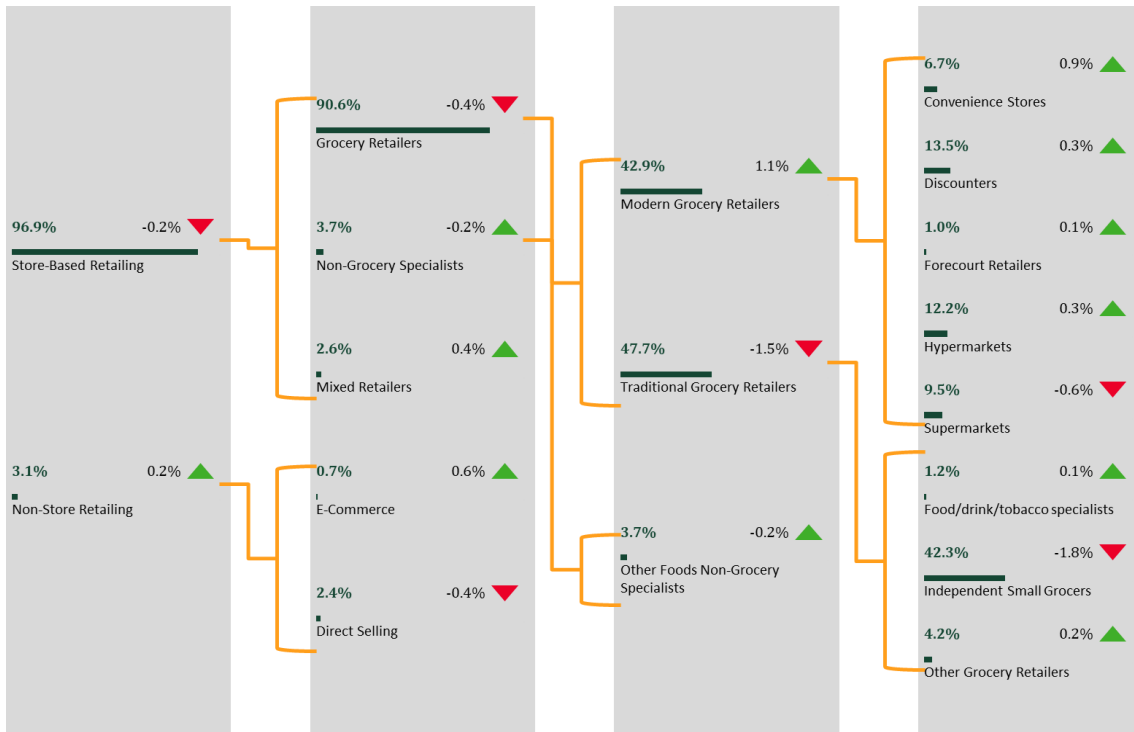 96.9% -0.2%
Store-Based Retailing
3.1% 0.2%
Non-Store Retailing
90.6% -0.4%
Grocery Retailers
3.7% -0.2%
Non-Grocery Specialists
2.6% 0.4%
Mixed Retailers
0.7% 0.6%
E-Commerce
2.4% -0.4%
Direct Selling
42.9% 1.1%
Modern Grocery Retailers
47.7% -1.5%
Traditional Grocery Retailers
3.7% -0.2%
Other Foods Non-Grocery
Specialists
6.7% 0.9%
Convenience Stores
13.5% 0.3%
Discounters
1.0% 0.1%
Forecourt Retailers
12.2% 0.3%
Hypermarkets
9.5% -0.6%
Supermarkets
1.2% 0.1%
Food/drink/tobacco specialists
42.3% -1.8%
Independent Small Grocers
4.2% 0.2%
Other Grocery Retailers